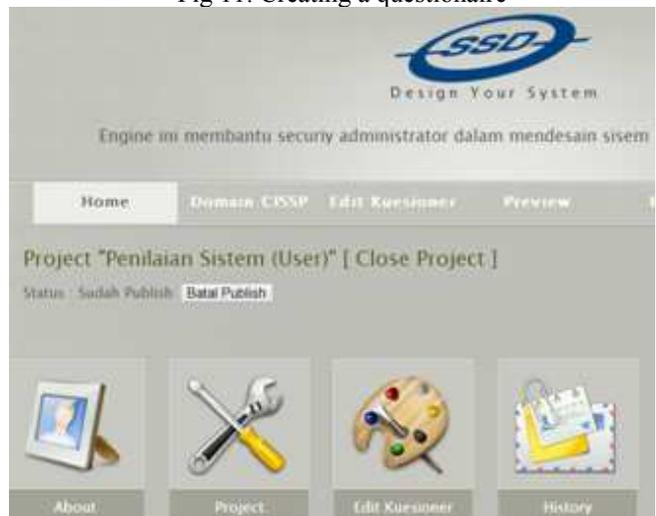 Fig 11. Creating a questionaire
SSD
Design Your System
Engine ini membantu securiy administrator dalam mendesain sisem
Home Domain CISSP Edit Kuesioner Preview
Project "Penilaian Sistem (User)" [ Close Project ]
Status : Sudah Publish Batal Publish
About Project Edit Kuesioner History